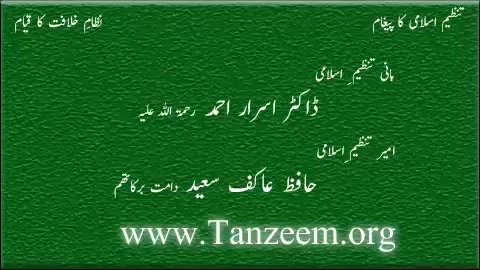 تنظیم اسلامی کا پیغام
نظامِ خلافت کا قیام
بانی تنظیمِ اسلامی
ڈاکٹر اسرار احمد رحمۃ اللہ علیہ
امیر تنظیمِ اسلامی
حافظ عاکف سعید دامت برکاتھم
www.Tanzeem.org